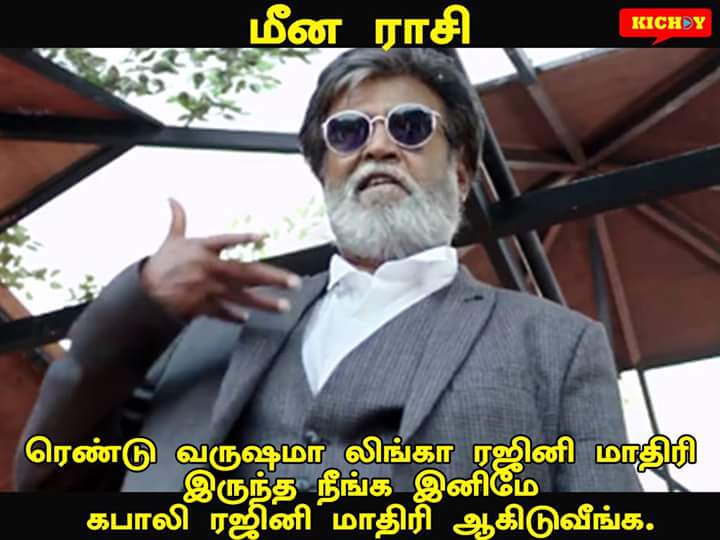 மீன ராசி
KICHDY
ரெண்டு வருஷமா லிங்கா ரஜினி மாதிரி
இருந்த நீங்க இனிமே
கபாலி ரஜினி மாதிரி ஆகிடுவீங்க.